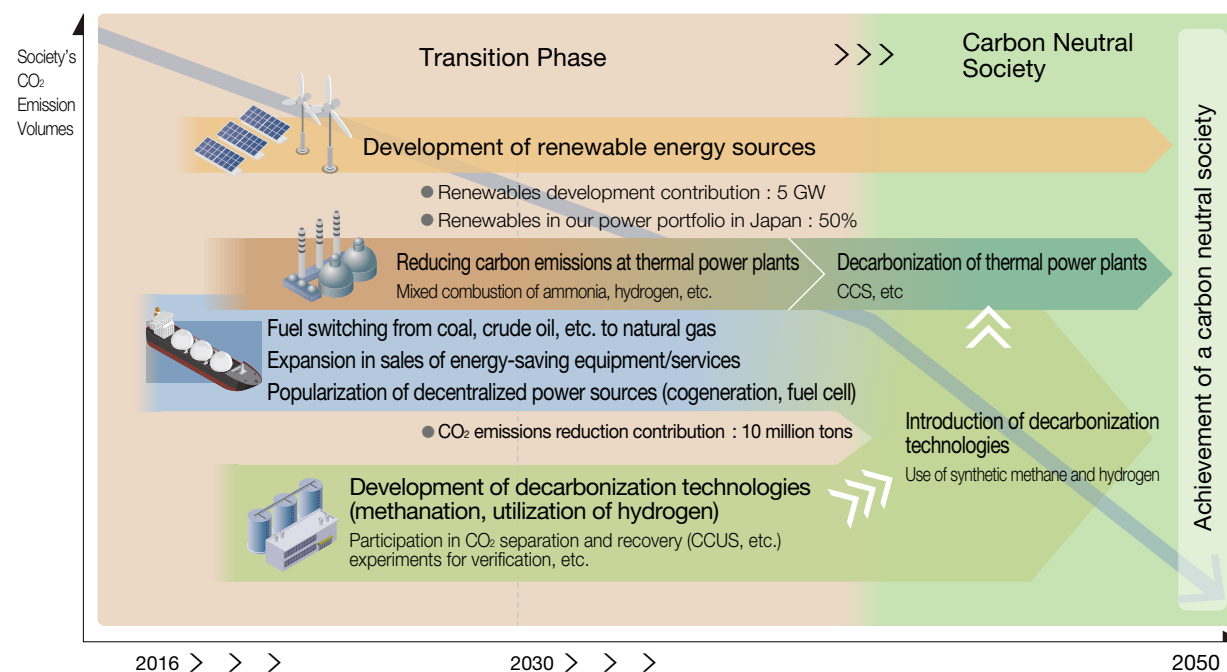 Society's
CO₂
Emission
Volumes
Transition Phase
Carbon Neutral
Society
Development of renewable energy sources
● Renewables development contribution : 5 GW
● Renewables in our power portfolio in Japan : 50%
Reducing carbon emissions at thermal power plants
Mixed combustion of ammonia, hydrogen, etc.
Decarbonization of thermal power plants
CCS, etc
Fuel switching from coal, crude oil, etc. to natural gas
Expansion in sales of energy-saving equipment/services
Popularization of decentralized power sources (cogeneration, fuel cell)
● CO₂ emissions reduction contribution : 10 million tons
Introduction of decarbonization
technologies
Use of synthetic methane and hydrogen
Development of decarbonization technologies
(methanation, utilization of hydrogen)
Participation in CO₂ separation and recovery (CCUS, etc.)
experiments for verification, etc.
Achievement of a carbon neutral society
2016
2030
2050